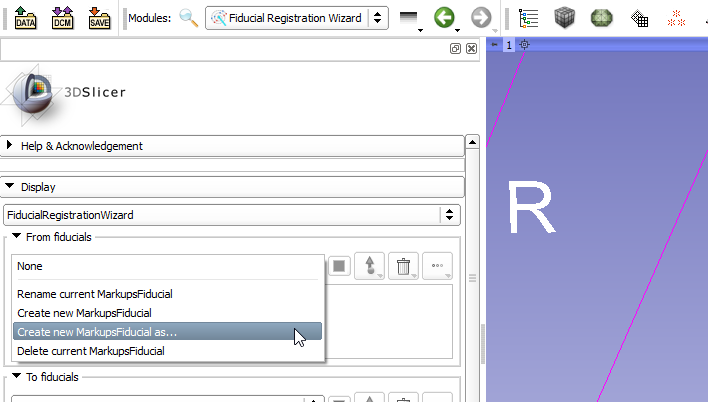 DATA DCM SAVE Modules: Fiducial Registration Wizard
1
3DSlicer
Help & Acknowledgement
Display
R
FiducialRegistrationWizard
From fiducials
None
Rename current MarkupsFiducial
Create new MarkupsFiducial
Create new MarkupsFiducial as...
Delete current MarkupsFiducial
To fiducials